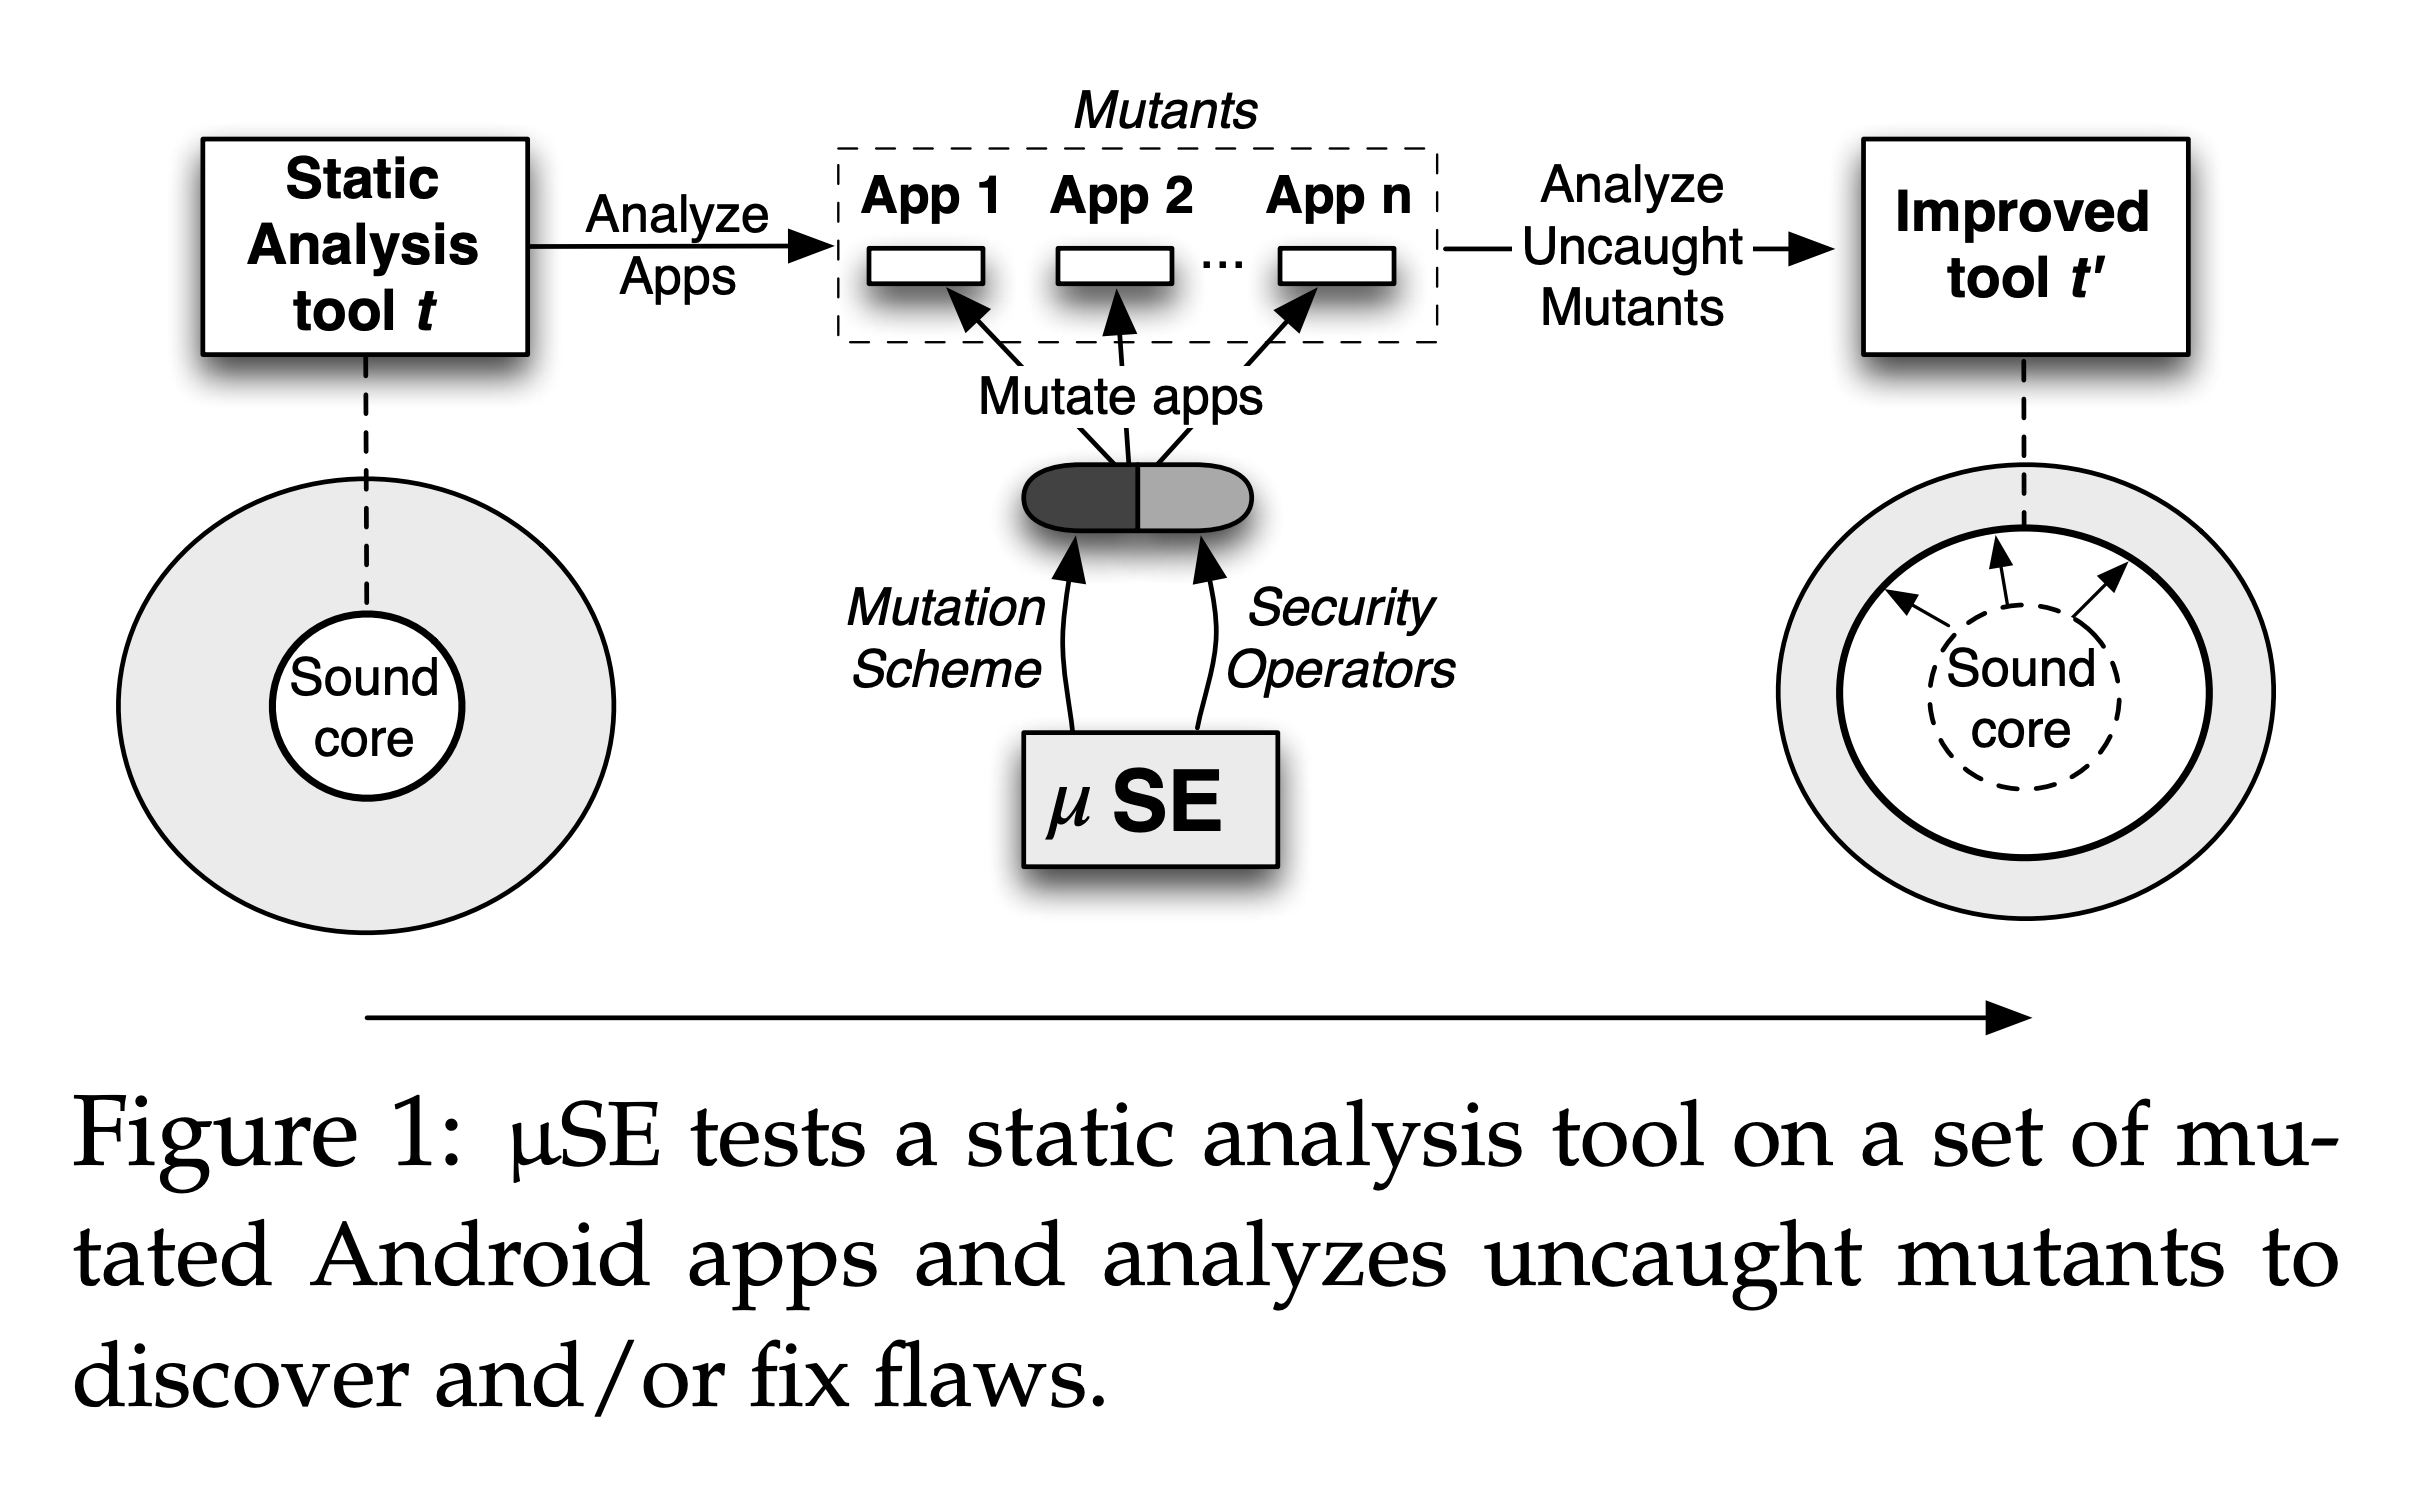 Mutants
Static
Analysis
tool t
Analyze
Apps
App 1 App 2 ... App n
Analyze
Uncaught
Mutants
Improved
tool t'
Mutate apps
Mutation
Scheme
Security
Operators
Sound
core
μ SE
Sound
core
Figure 1: μSE tests a static analysis tool on a set of mu-
tated Android apps and analyzes uncaught mutants to
discover and/or fix flaws.